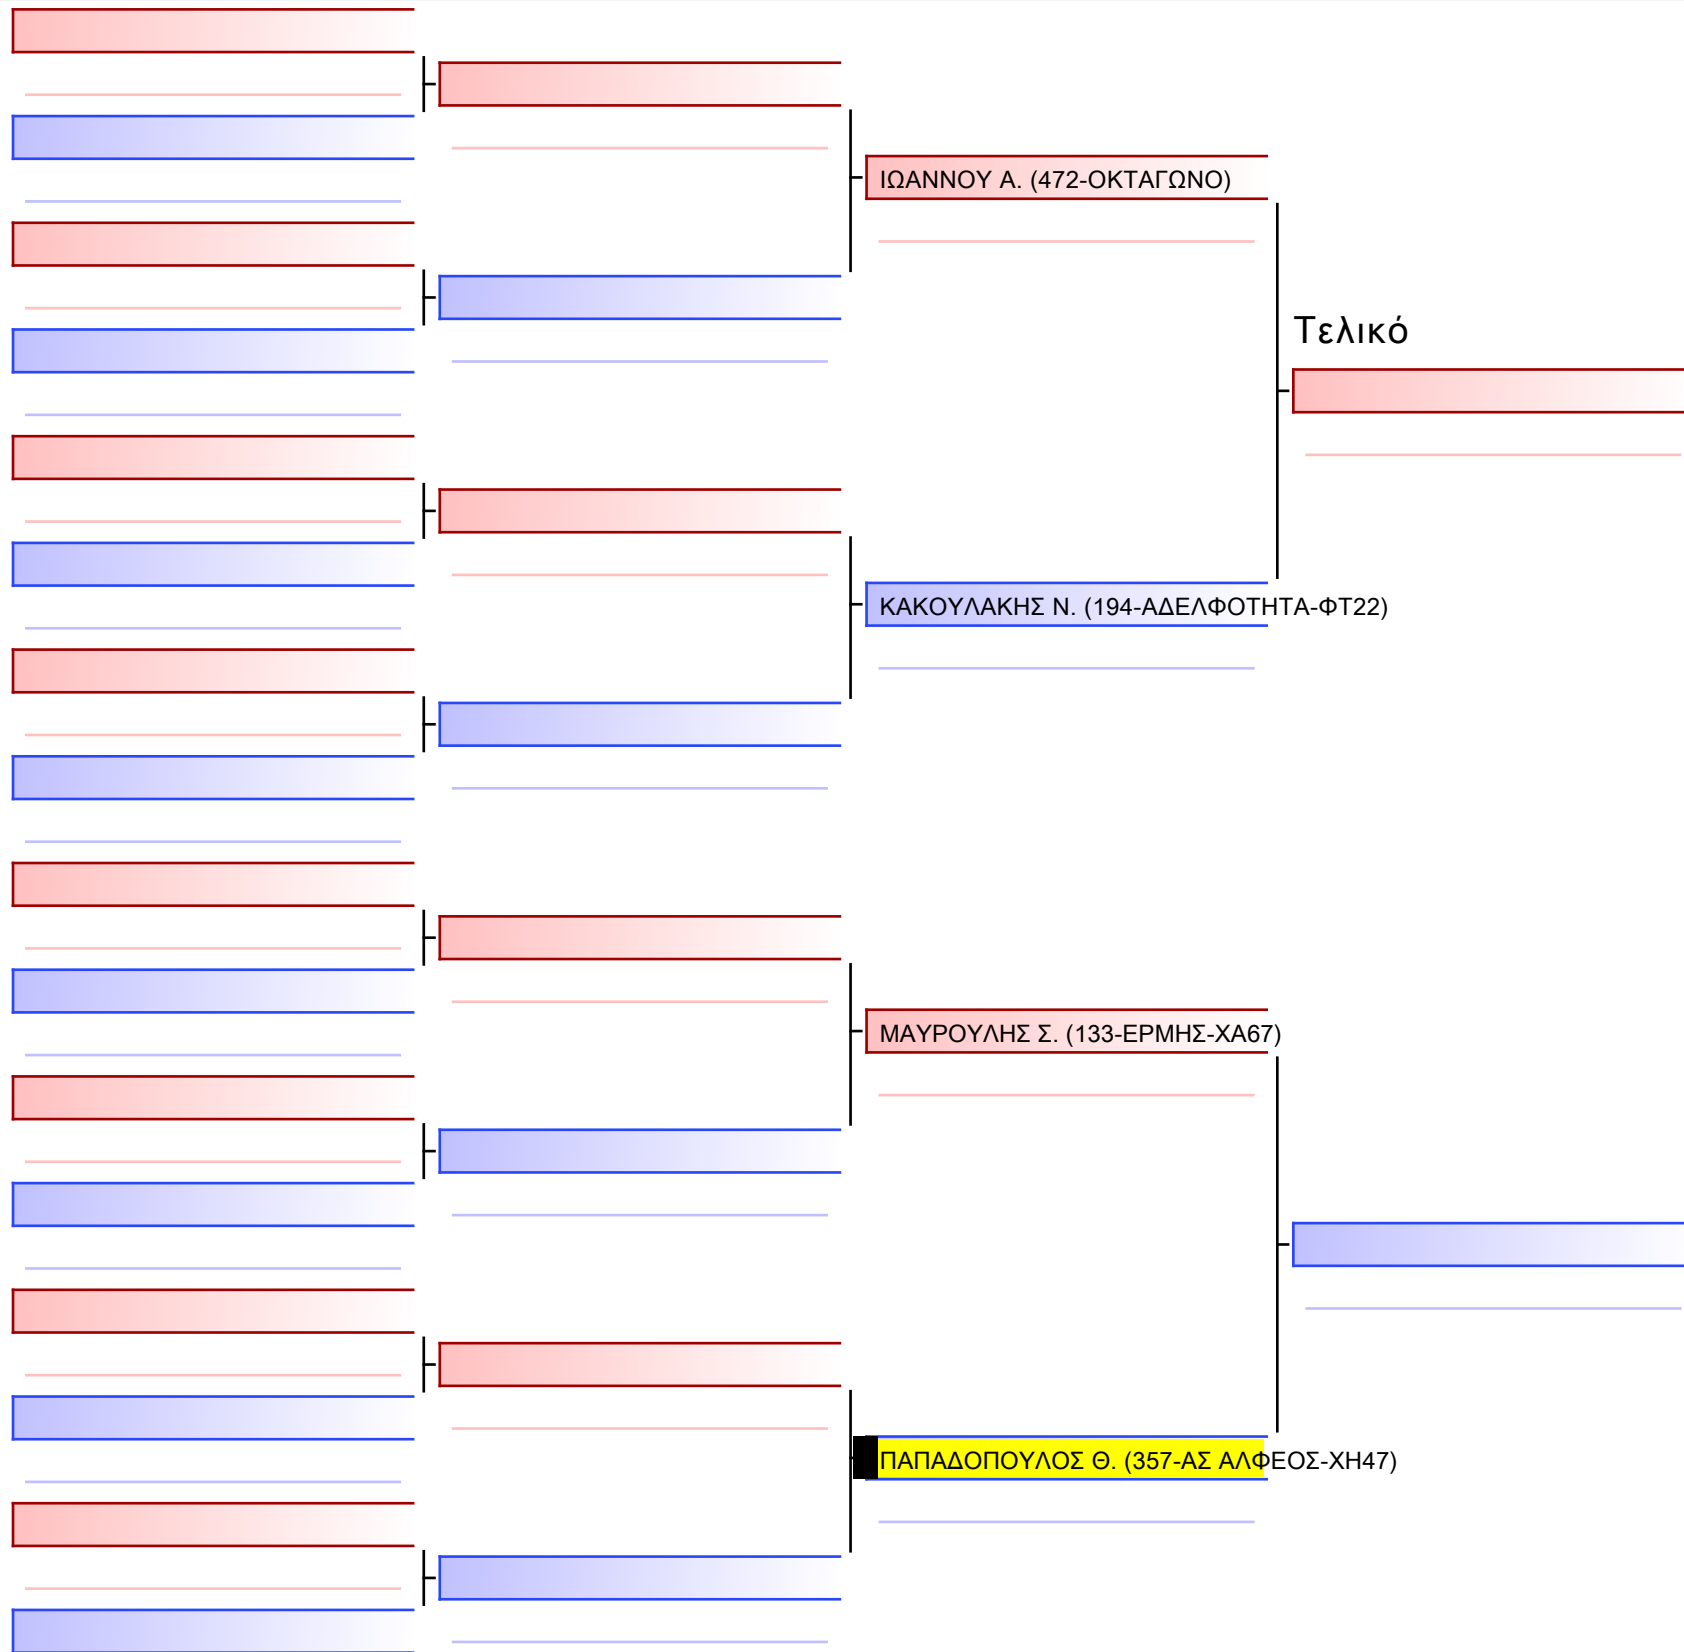 ΙΩΑΝΝΟΥ Α. (472-ΟΚΤΑΓΩΝΟ)
Τελικό
ΚΑΚΟΥΛΑΚΗΣ Ν. (194-ΑΔΕΛΦΟΤΗΤΑ-ΦΤ22)
ΜΑΥΡΟΥΛΗΣ Σ. (133-ΕΡΜΗΣ-ΧΑ67)
ΠΑΠΑΔΟΠΟΥΛΟΣ Θ. (357-ΑΣ ΑΛΦΕΟΣ-ΧΗ47)